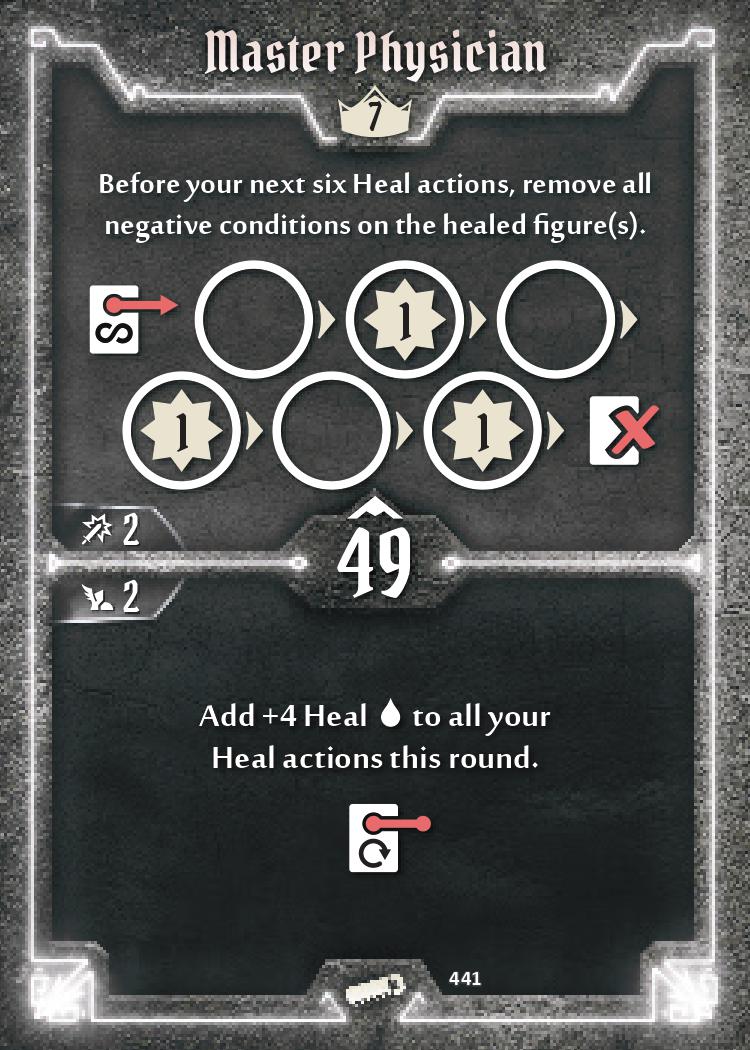 Master Physician
7
Before your next six Heal actions, remove all
negative conditions on the healed figure(s).
1
1 1
2
49
2
Add +4 Heal to all your
Heal actions this round.
441